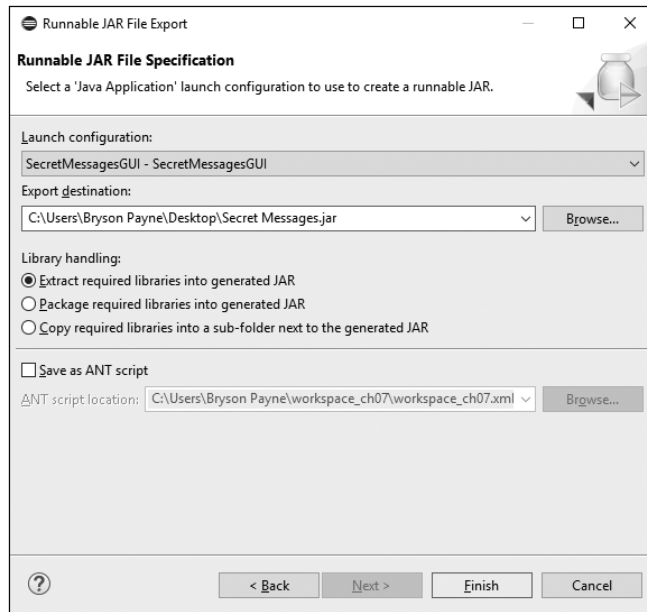 Runnable JAR File Export
Runnable JAR File Specification
Select a 'Java Application' launch configuration to use to create a runnable JAR.
Launch configuration:
SecretMessagesGUI - SecretMessagesGUI
Export destination:
C:\Users\Bryson Payne\Desktop\Secret Messages.jar
Browse...
Library handling:
Extract required libraries into generated JAR
Package required libraries into generated JAR
Copy required libraries into a sub-folder next to the generated JAR
Save as ANT script
ANT script location: C:\Users\Bryson Payne\workspace_ch07\workspace_ch07.xml Browse...
? < Back Next > Finish Cancel